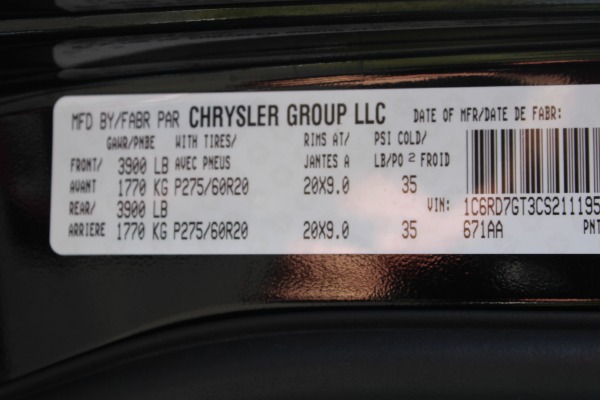 MFD BY/FABR PAR CHRYSLER GROUP LLC DATE OF MFR/DATE DE FABR:
GAWR/PNBE WITH TIRES/ RIMS AT/ PSI COLD/
FRONT/ 3900 LB AVEC PNEUS JANTES A LB/PO 2 FROID
AVANT 1770 KG P275/60R20 20X9.0 35
REAR/ 3900 LB VIN: 1C6RD7GT3CS211195
ARRIERE 1770 KG P275/60R20 20X9.0 35 671AA PNT